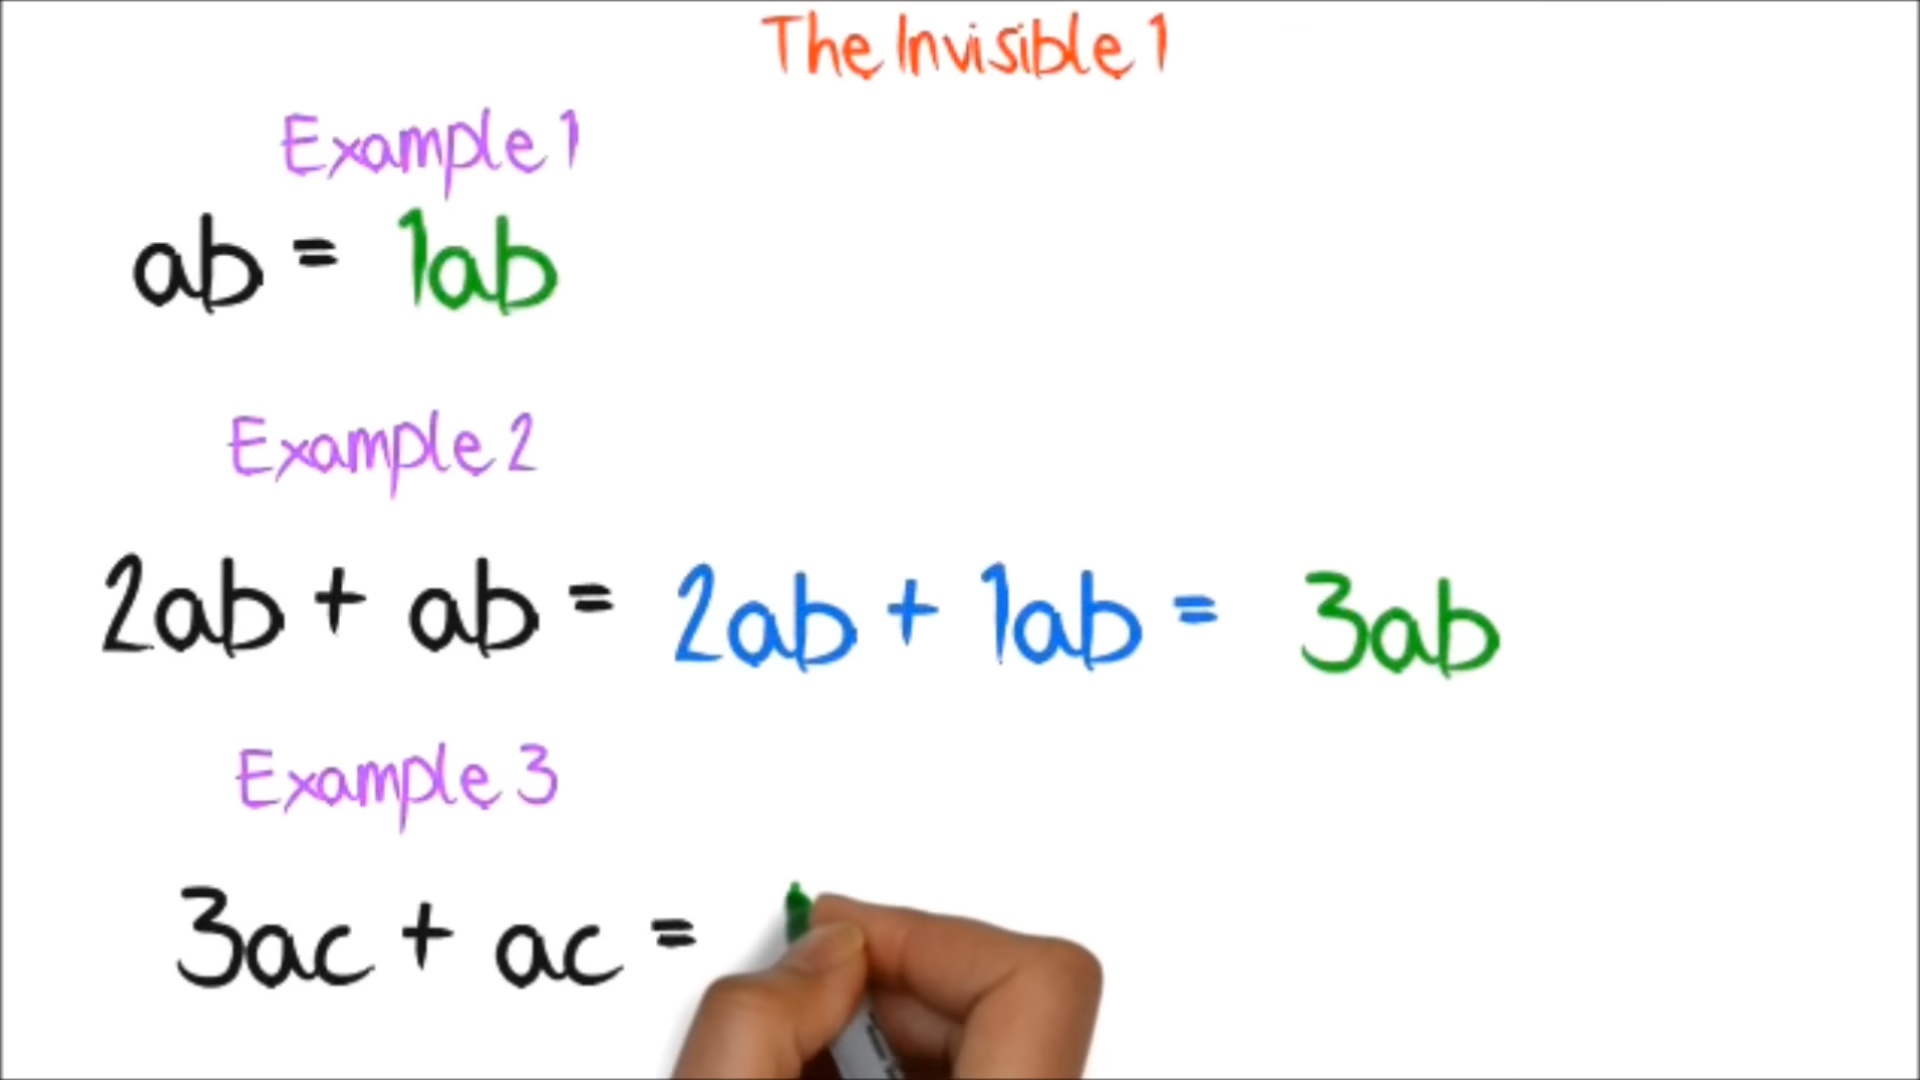 The Invisible 1
Example 1
ab = 1ab
Example 2
2ab + ab = 2ab + 1ab = 3ab
Example 3
3ac + ac =